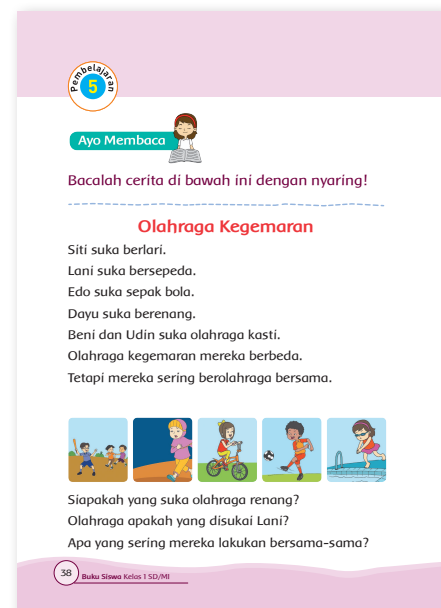 Pembelajaran
5
Ayo Membaca
Bacalah cerita di bawah ini dengan nyaring!
Olahraga Kegemaran
Siti suka berlari.
Lani suka bersepeda.
Edo suka sepak bola.
Dayu suka berenang.
Beni dan Udin suka olahraga kasti.
Olahraga kegemaran mereka berbeda.
Tetapi mereka sering berolahraga bersama.
Siapakah yang suka olahraga renang?
Olahraga apakah yang disukai Lani?
Apa yang sering mereka lakukan bersama-sama?
38 Buku Siswa Kelas 1 SD/MI